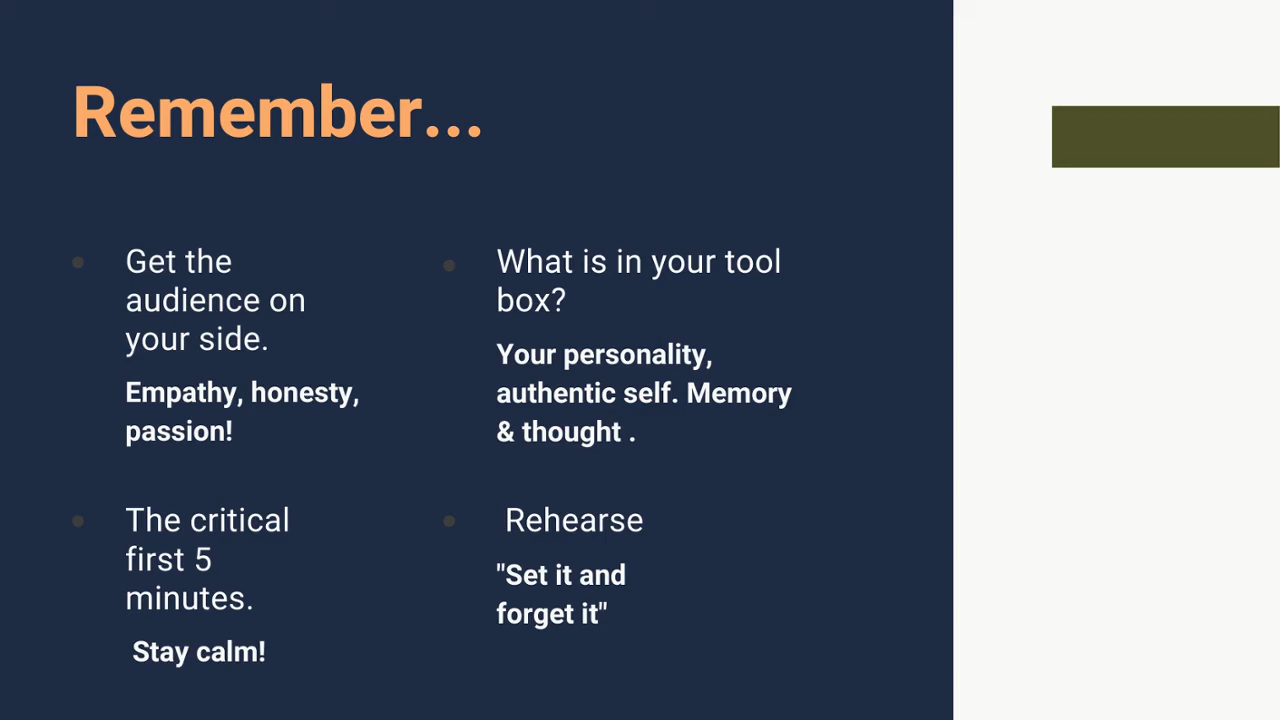 Remember...
Get the
audience on
your side.
Empathy, honesty,
passion!
The critical
first 5
minutes.
Stay calm!
What is in your tool
box?
Your personality,
authentic self. Memory
& thought .
Rehearse
"Set it and
forget it"